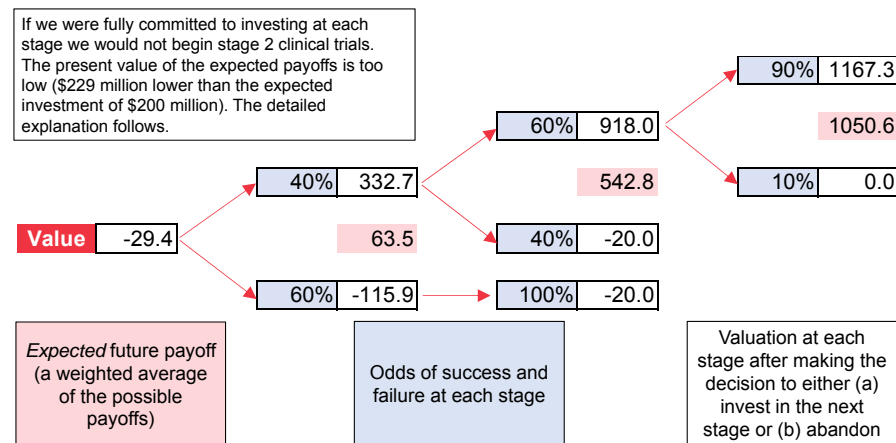 If we were fully committed to investing at each
stage we would not begin stage 2 clinical trials.
The present value of the expected payoffs is too
low ($229 million lower than the expected
investment of $200 million). The detailed
explanation follows.
90% 1167.3
60% 918.0
1050.6
40% 332.7
542.8
10% 0.0
Value -29.4
63.5
40% -20.0
60% -115.9
100% -20.0
Expected future payoff
(a weighted average
of the possible
payoffs)
Odds of success and
failure at each stage
Valuation at each
stage after making the
decision to either (a)
invest in the next
stage or (b) abandon